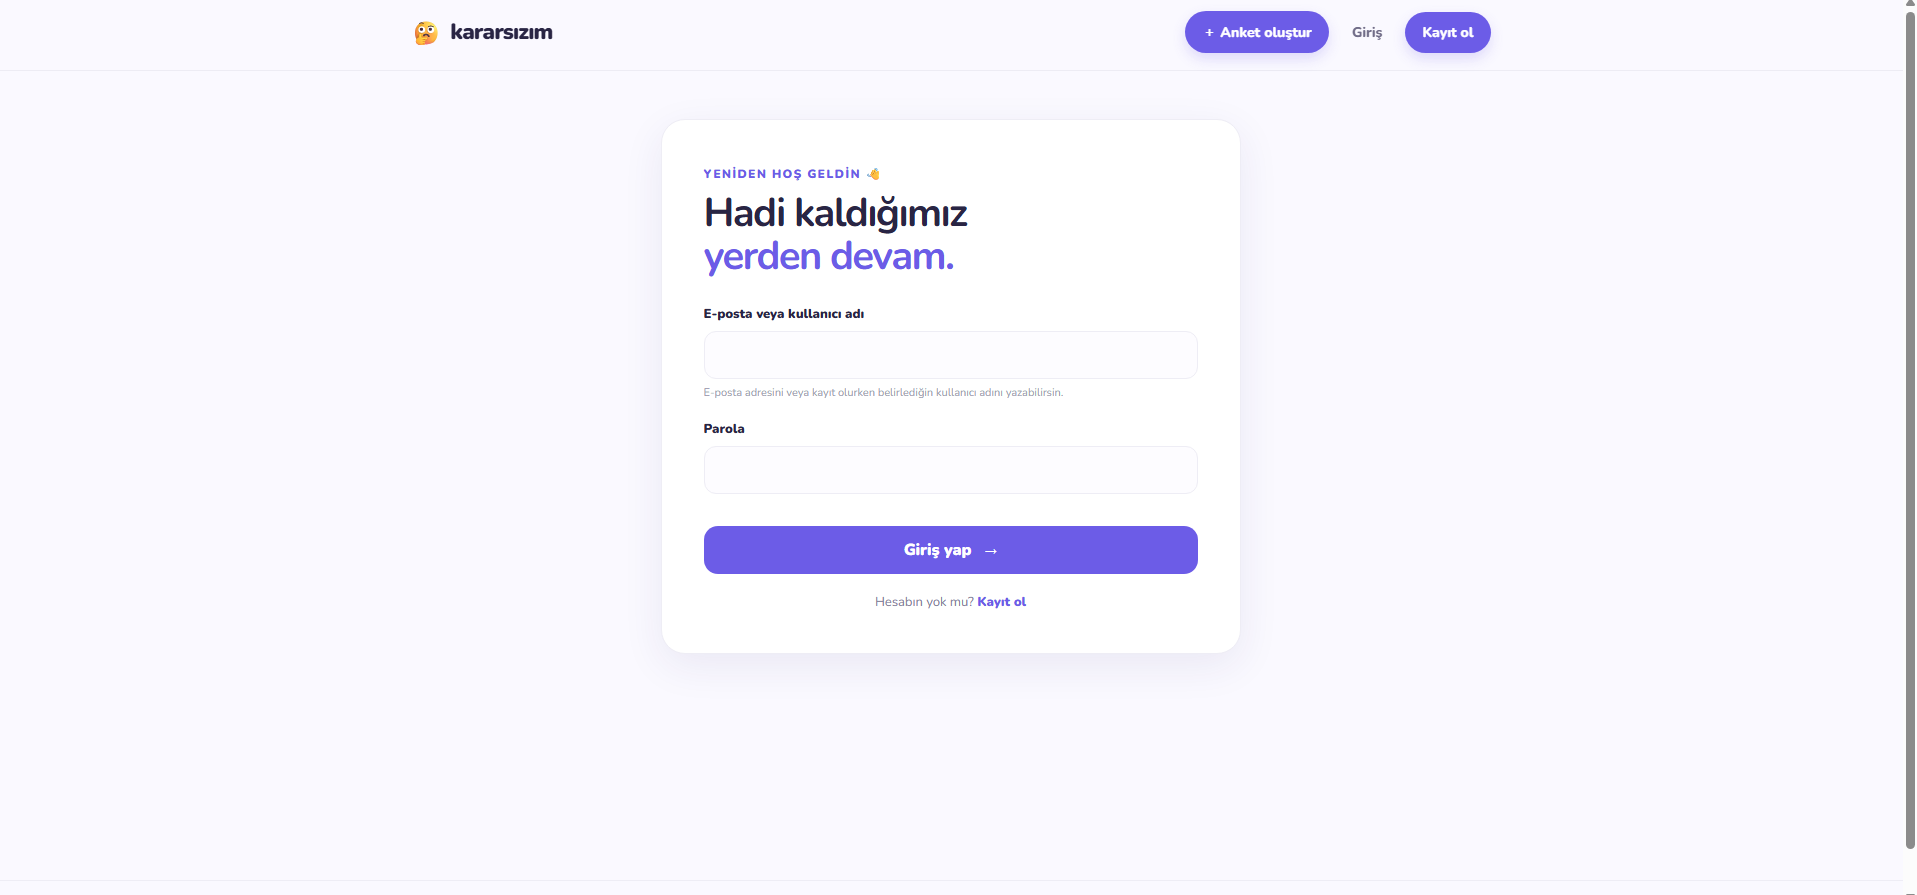 kararsızım
+ Anket oluştur
Giriş
Kayıt ol
YENİDEN HOŞ GELDİN 👋
Hadi kaldığımız
yerden devam.
E-posta veya kullanıcı adı
E-posta adresini veya kayıt olurken belirlediğin kullanıcı adını yazabilirsin.
Parola
Giriş yap →
Hesabın yok mu? Kayıt ol